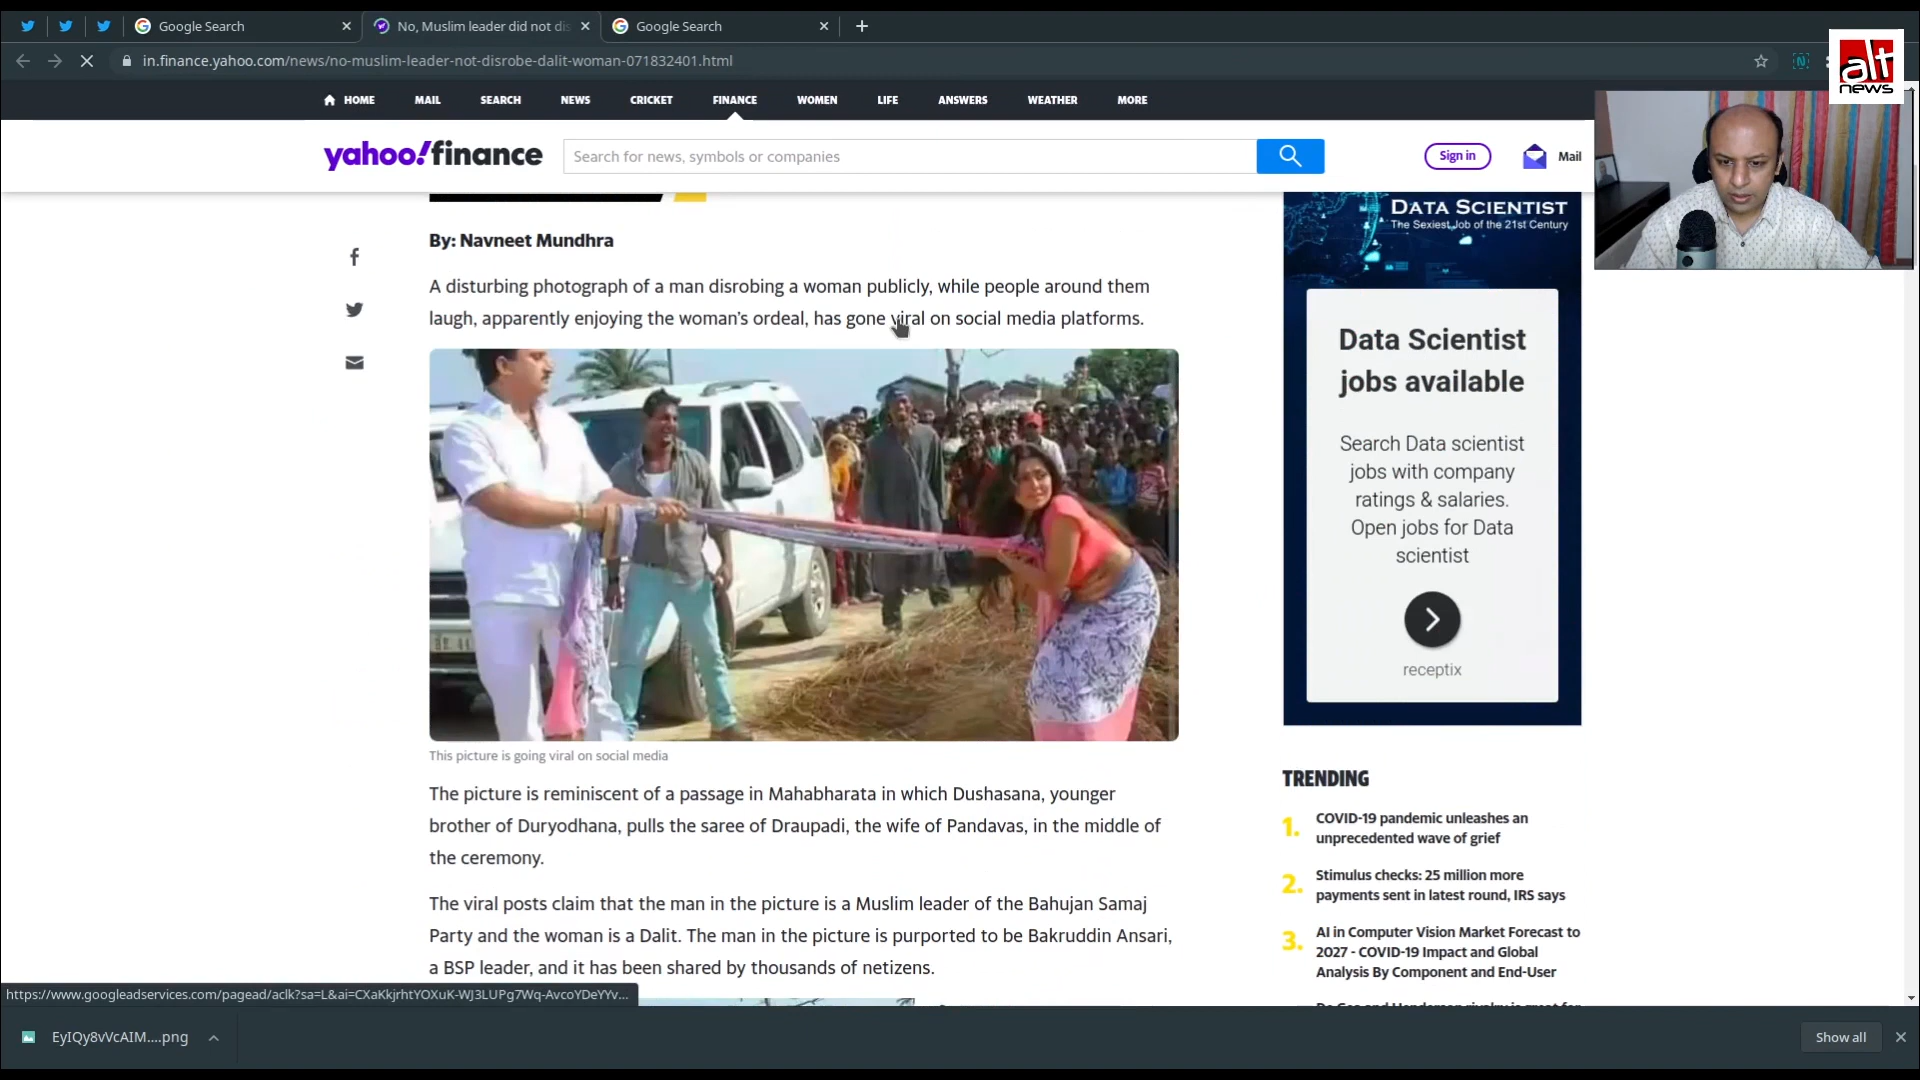 Google Search
No, Muslim leader did not dis
Google Search
in.finance.yahoo.com/news/no-muslim-leader-not-disrobe-dalit-woman-071832401.html
alt
news
HOME MAIL SEARCH NEWS CRICKET FINANCE WOMEN LIFE ANSWERS WEATHER MORE
yahoo!finance
Search for news, symbols or companies
Sign in
Mail
By: Navneet Mundhra
A disturbing photograph of a man disrobing a woman publicly, while people around them
laugh, apparently enjoying the woman's ordeal, has gone viral on social media platforms.
This picture is going viral on social media
The picture is reminiscent of a passage in Mahabharata in which Dushasana, younger
brother of Duryodhana, pulls the saree of Draupadi, the wife of Pandavas, in the middle of
the ceremony.
The viral posts claim that the man in the picture is a Muslim leader of the Bahujan Samaj
Party and the woman is a Dalit. The man in the picture is purported to be Bakruddin Ansari,
a BSP leader, and it has been shared by thousands of netizens.
DATA SCIENTIST
The Sexiest Job of the 21st Century
Data Scientist
jobs available
Search Data scientist
jobs with company
ratings & salaries.
Open jobs for Data
scientist
receptix
TRENDING
1. COVID-19 pandemic unleashes an
unprecedented wave of grief
2. Stimulus checks: 25 million more
payments sent in latest round, IRS says
3. AI in Computer Vision Market Forecast to
2027 - COVID-19 Impact and Global
Analysis By Component and End-User
https://www.googleadservices.com/pagead/aclk?sa=L&ai=CXaKkjrhtYOXuK-WJ3LUPg7Wq-AvcoYDeYYv...
EyIQy8vVcAIM....png
Show all